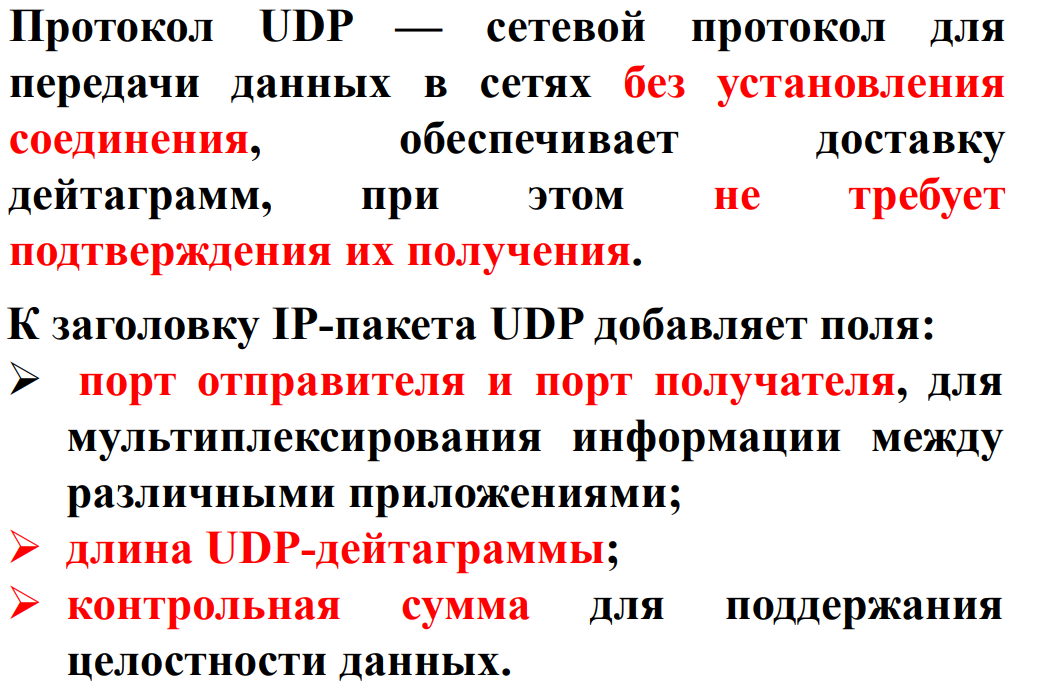 Протокол UDP — сетевой протокол для
передачи данных в сетях без установления
соединения, обеспечивает доставку
дейтаграмм, при этом не требует
подтверждения их получения.
К заголовку IP-пакета UDP добавляет поля:
➢ порт отправителя и порт получателя, для
мультиплексирования информации между
различными приложениями;
➢ длина UDP-дейтаграммы;
➢ контрольная сумма для поддержания
целостности данных.